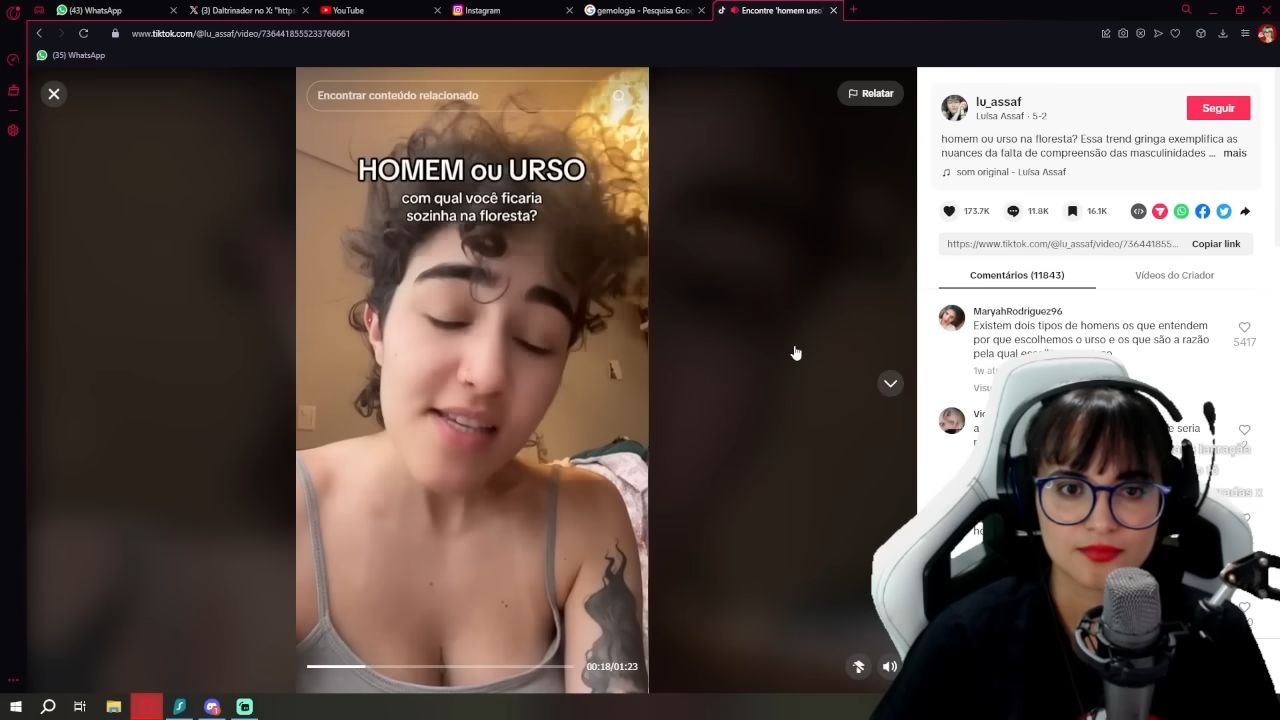 (43) WhatsApp
(3) Daltrinador no X: "https
YouTube
Instagram
gemologia - Pesquisa Goo
Encontre 'homem urso'
www.tiktok.com/@lu_assaf/video/7364418555233766661
(35) WhatsApp
Encontrar conteúdo relacionado
Relatar
HOMEM ou URSO
com qual você ficaria
sozinha na floresta?
00:18/01:23
lu_assaf
Luísa Assaf · 5-2
Seguir
homem ou urso na floresta? Essa trend gringa exemplifica as
nuances da falta de compreensão das masculinidades ... mais
som original - Luísa Assaf
173.7K
11.8K
16.1K
https://www.tiktok.com/@lu_assaf/video/736441855...
Copiar link
Comentários (11843)
Vídeos do Criador
MaryahRodriguez96
Existem dois tipos de homens os que entendem
por que escolhemos o urso e os que são a razão
pela qual
5417
1w
e seria